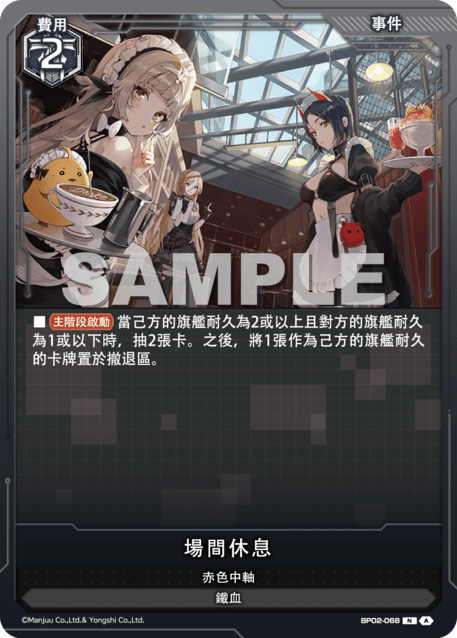 費用
事件
2
SAMPLE
■ 主階段啟動 當己方的旗艦耐久為2或以上且對方的旗艦耐久
為1或以下時，抽2張卡。之後，將1張作為己方的旗艦耐久
的卡牌置於撤退區。
場間休息
赤色中軸
鐵血
©Manjuu Co.,Ltd.& Yongshi Co.,Ltd. BP02-068 N A